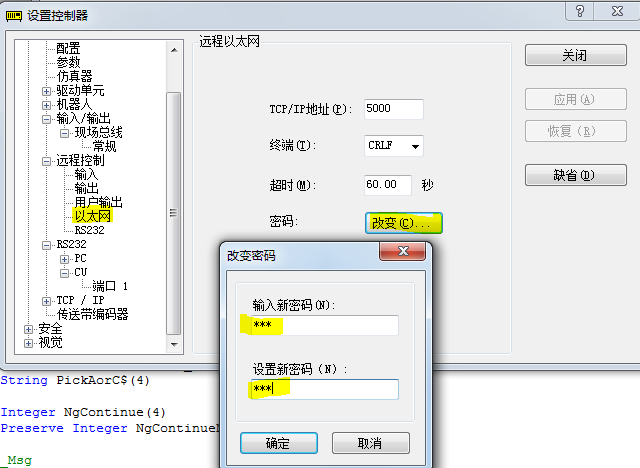 设置控制器
配置
参数
仿真器
驱动单元
机器人
输入/输出
现场总线
常规
远程控制
输入
输出
用户输出
以太网
RS232
RS232
PC
CU
端口 1
TCP / IP
传送带编码器
安全
视觉
远程以太网
TCP/IP地址(P): 5000
终端(T): CRLF
超时(M): 60.00 秒
密码: 改变(C)...
关闭
应用(A)
恢复(R)
缺省(D)
改变密码
输入新密码(N):
***
设置新密码(N):
***
确定 取消
String PickAorC$(4)
Integer NgContinue(4)
Preserve Integer NgContinue
_Msg